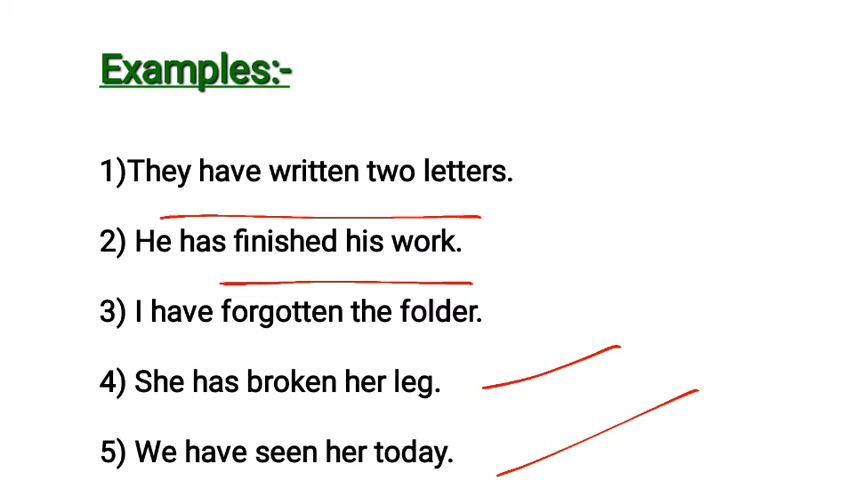 Examples:-
1)They have written two letters.
2) He has finished his work.
3) I have forgotten the folder.
4) She has broken her leg.
5) We have seen her today.